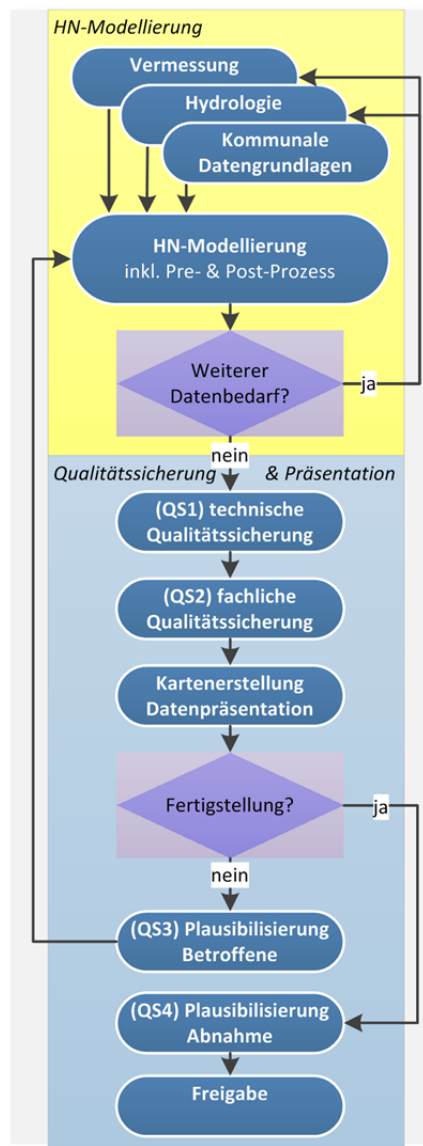 HN-Modellierung
Vermessung
Hydrologie
Kommunale
Datengrundlagen
HN-Modellierung
inkl. Pre- & Post-Prozess
Weiterer
Datenbedarf?
ja
nein
Qualitätssicherung & Präsentation
(QS1) technische
Qualitätssicherung
(QS2) fachliche
Qualitätssicherung
Kartenerstellung
Datenpräsentation
Fertigstellung?
ja
nein
(QS3) Plausibilisierung
Betroffene
(QS4) Plausibilisierung
Abnahme
Freigabe